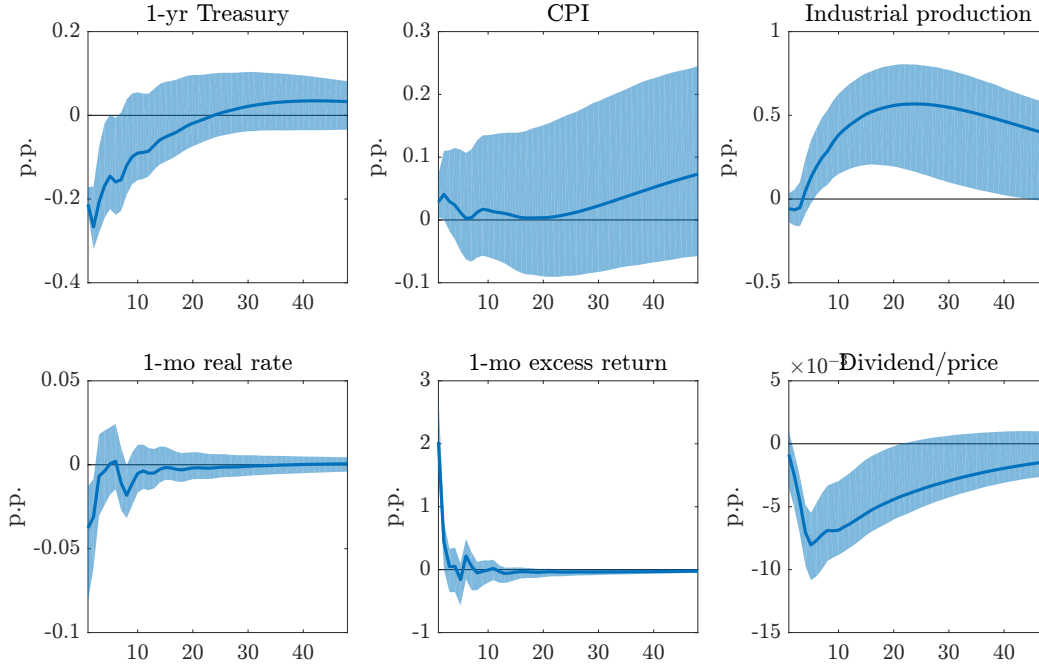 1-yr Treasury
CPI
Industrial production
0.2
0
-0.2
-0.4
p.p.
10 20 30 40
0.3
0.2
0.1
0
-0.1
p.p.
10 20 30 40
1
0.5
0
-0.5
p.p.
10 20 30 40
1-mo real rate
1-mo excess return
×10⁻³
Dividend/price
0.05
0
-0.05
-0.1
p.p.
10 20 30 40
3
2
1
0
-1
p.p.
10 20 30 40
5
0
-5
-10
-15
p.p.
10 20 30 40